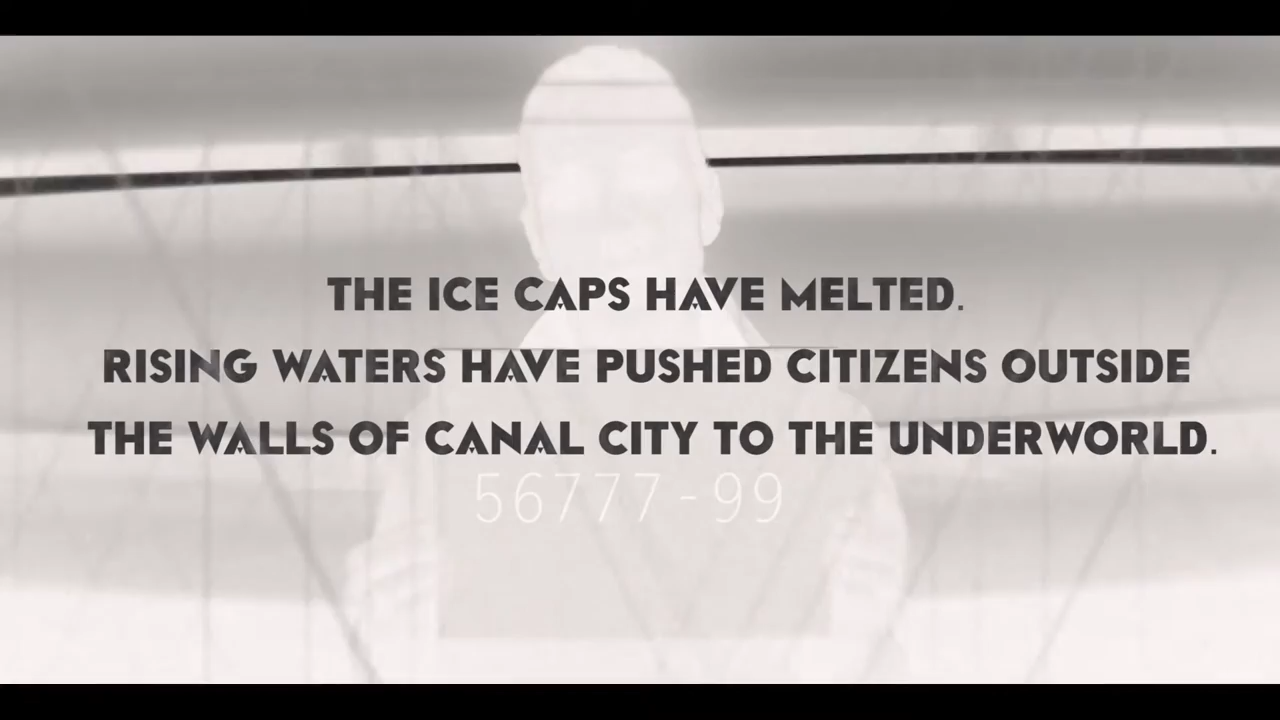 THE ICE CAPS HAVE MELTED.
RISING WATERS HAVE PUSHED CITIZENS OUTSIDE
THE WALLS OF CANAL CITY TO THE UNDERWORLD.
56777-99